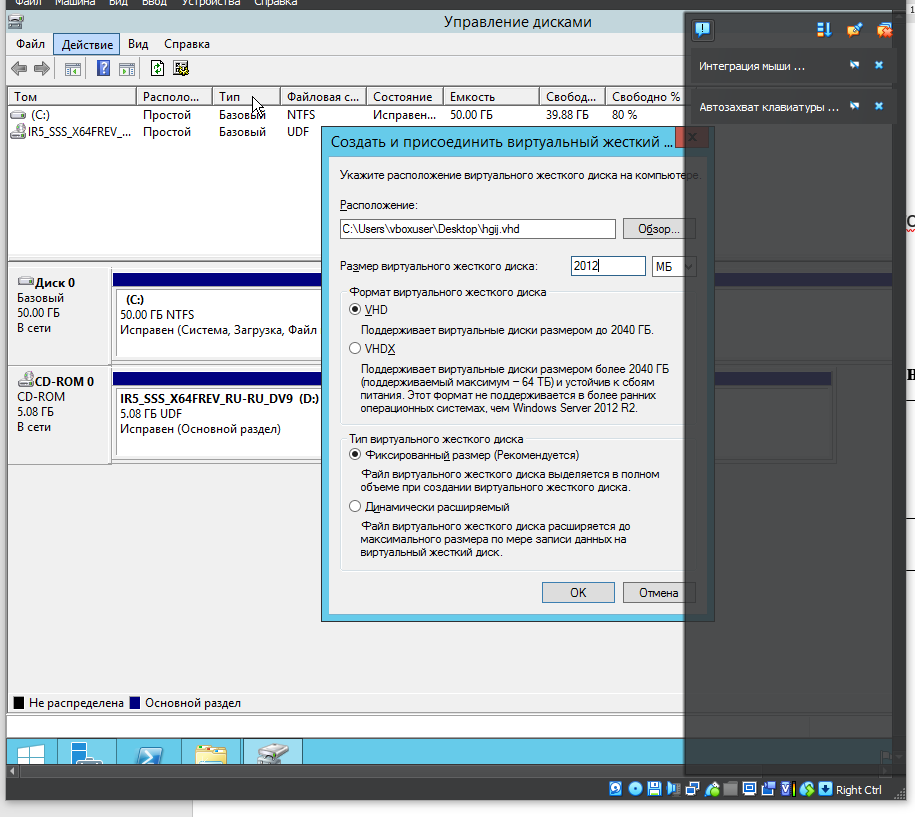 Файл Машина Вид Ввод Устройства Справка
Управление дисками
Файл Действие Вид Справка
Том Располо... Тип Файловая с... Состояние Емкость Свобод... Свободно %
(C:) Простой Базовый NTFS Исправен... 50.00 ГБ 39.88 ГБ 80 %
IR5_SSS_X64FREV_... Простой Базовый UDF
Интеграция мыши ...
Автозахват клавиатуры ...
Создать и присоединить виртуальный жесткий ...
Укажите расположение виртуального жесткого диска на компьютере.
Расположение:
C:\Users\vboxuser\Desktop\hgij.vhd
Обзор...
Размер виртуального жесткого диска: 2012 МБ
Формат виртуального жесткого диска
VHD
Поддерживает виртуальные диски размером до 2040 ГБ.
VHDX
Поддерживает виртуальные диски размером более 2040 ГБ
(поддерживаемый максимум – 64 ТБ) и устойчив к сбоям
питания. Этот формат не поддерживается в более ранних
операционных системах, чем Windows Server 2012 R2.
Тип виртуального жесткого диска
Фиксированный размер (Рекомендуется)
Файл виртуального жесткого диска выделяется в полном
объеме при создании виртуального жесткого диска.
Динамически расширяемый
Файл виртуального жесткого диска расширяется до
максимального размера по мере записи данных на
виртуальный жесткий диск.
OK Отмена
Диск 0
Базовый
50.00 ГБ
В сети
(C:)
50.00 ГБ NTFS
Исправен (Система, Загрузка, Файл
CD-ROM 0
CD-ROM
5.08 ГБ
В сети
IR5_SSS_X64FREV_RU-RU_DV9 (D:)
5.08 ГБ UDF
Исправен (Основной раздел)
Не распределена Основной раздел
Right Ctrl